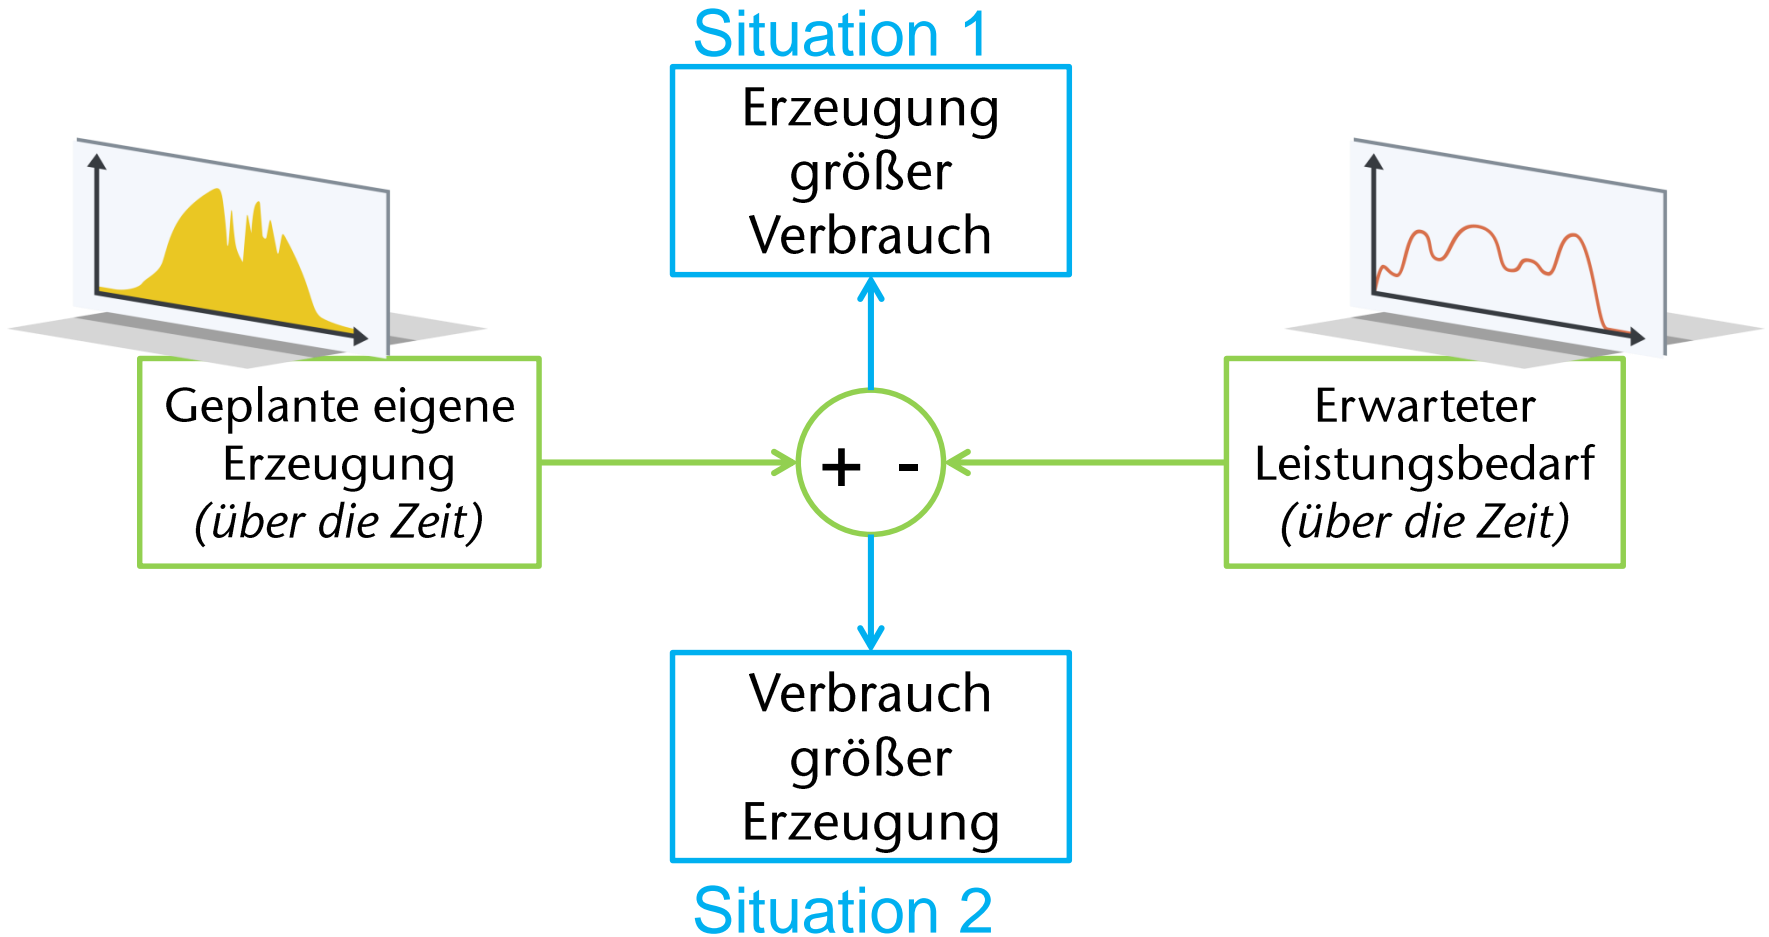 Situation 1
Erzeugung
größer
Verbrauch
Geplante eigene
Erzeugung
(über die Zeit)
+ -
Erwarteter
Leistungsbedarf
(über die Zeit)
Verbrauch
größer
Erzeugung
Situation 2